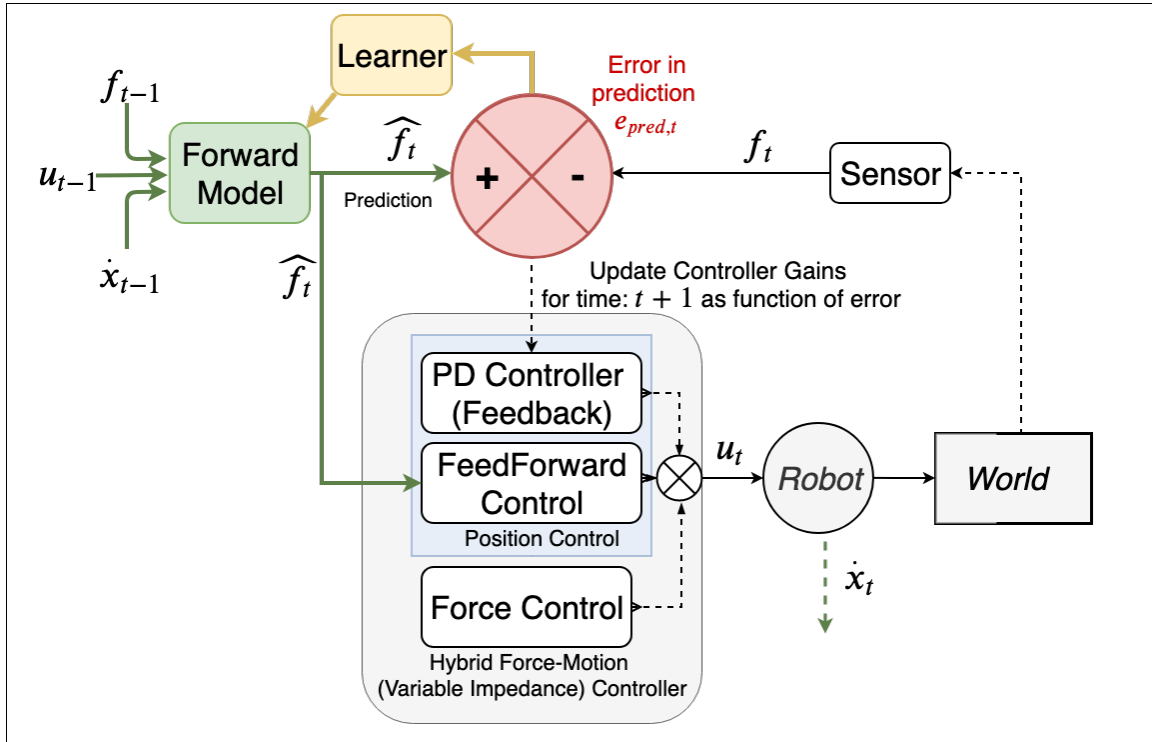 Learner
Error in
prediction
$e_{pred,t}$
$f_{t-1}$
$u_{t-1}$
$\dot{x}_{t-1}$
Forward
Model
$\widehat{f_t}$
Prediction
+
-
$f_t$
Sensor
$\widehat{f_t}$
Update Controller Gains
for time: $t+1$ as function of error
PD Controller
(Feedback)
FeedForward
Control
Position Control
Force Control
Hybrid Force-Motion
(Variable Impedance) Controller
$u_t$
Robot
World
$\dot{x}_t$